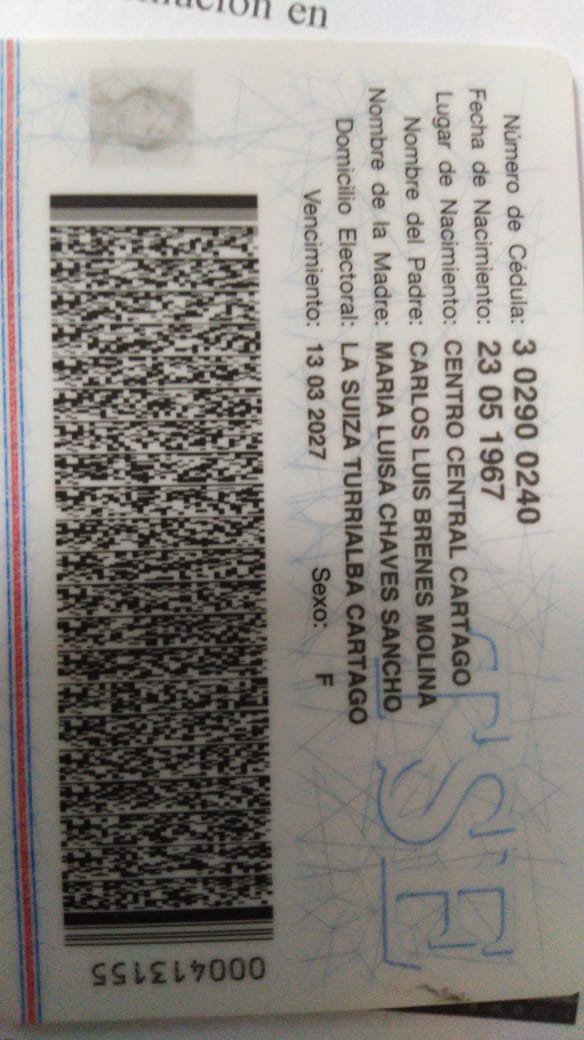 ación en
Número de Cédula: 3 0290 0240
Fecha de Nacimiento: 23 05 1967
Lugar de Nacimiento: CENTRO CENTRAL CARTAGO
Nombre del Padre: CARLOS LUIS BRENES MOLINA
Nombre de la Madre: MARIA LUISA CHAVES SANCHO
Domicilio Electoral: LA SUIZA TURRIALBA CARTAGO
Vencimiento: 13 03 2027 Sexo: F
TSE
000413155